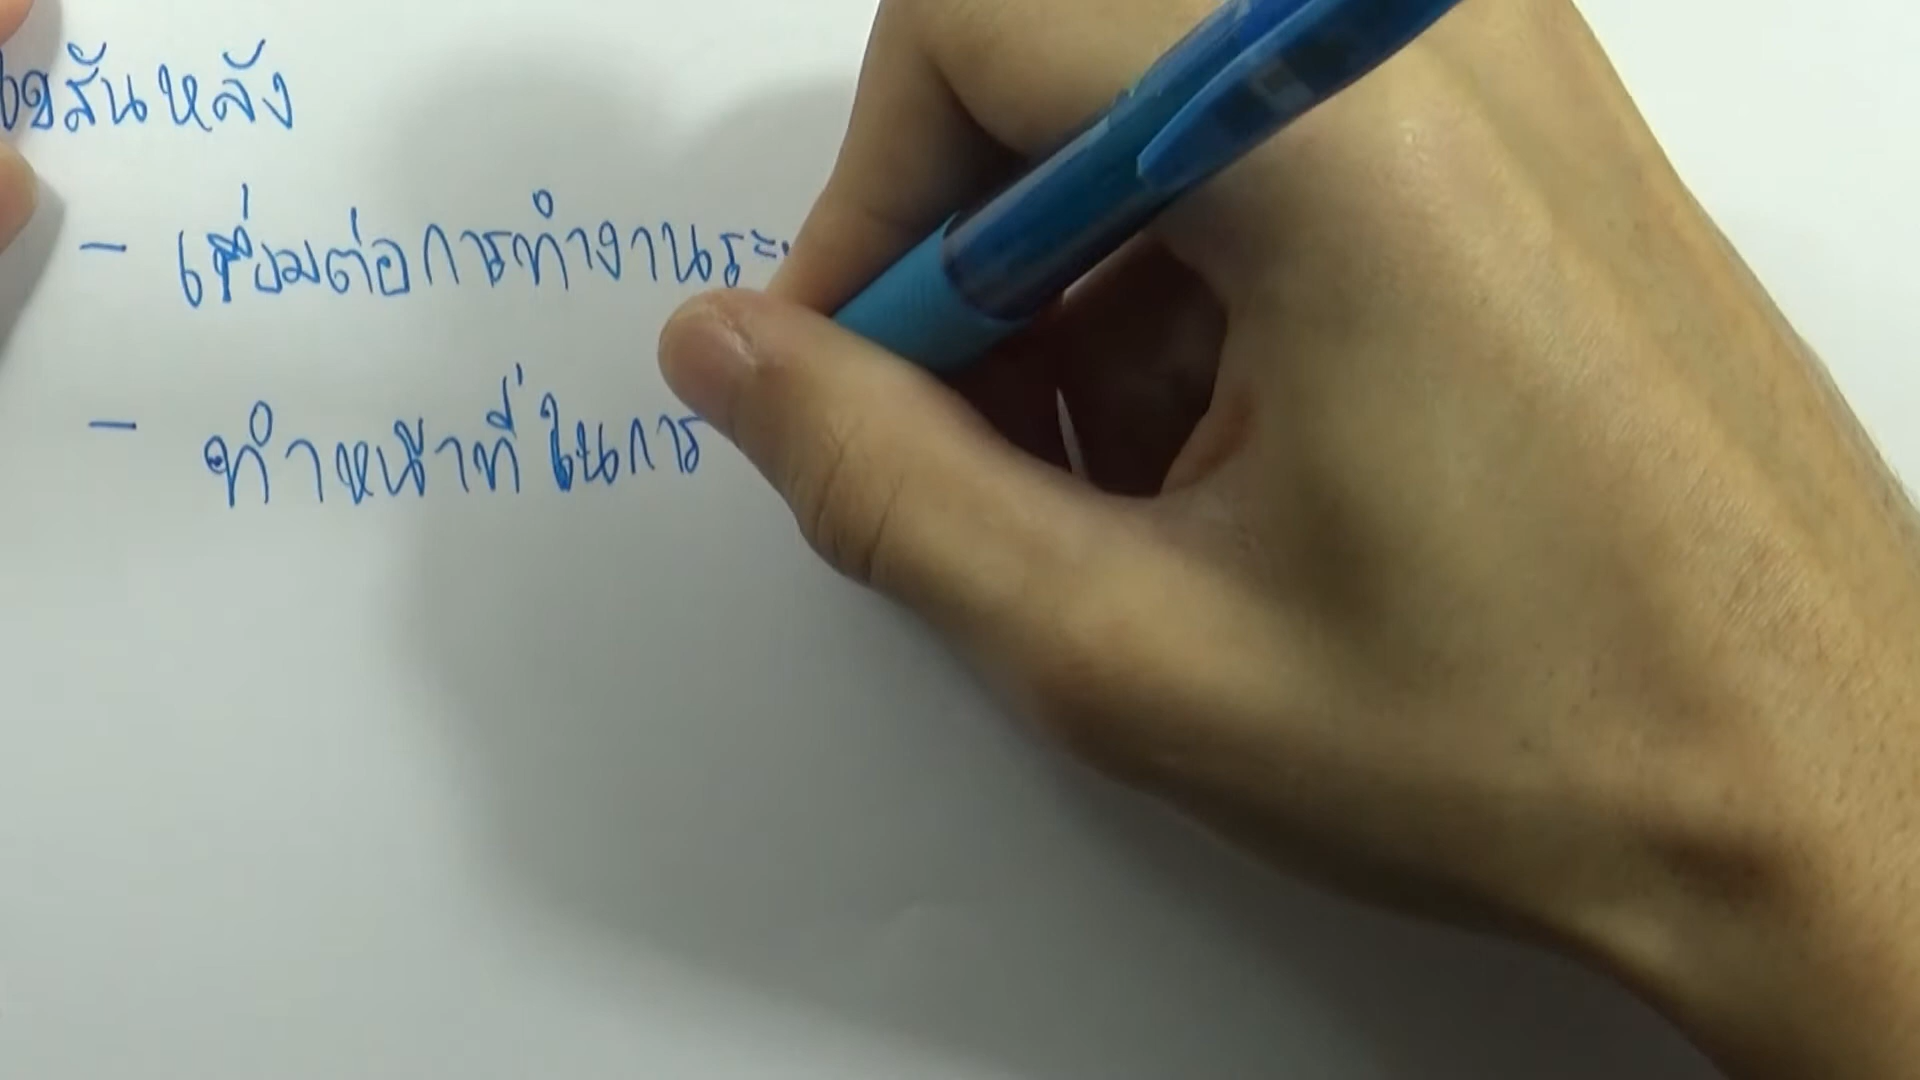 ไขสันหลัง
- เชื่อมต่อการทำงานระ
- ทำหน้าที่ในการ